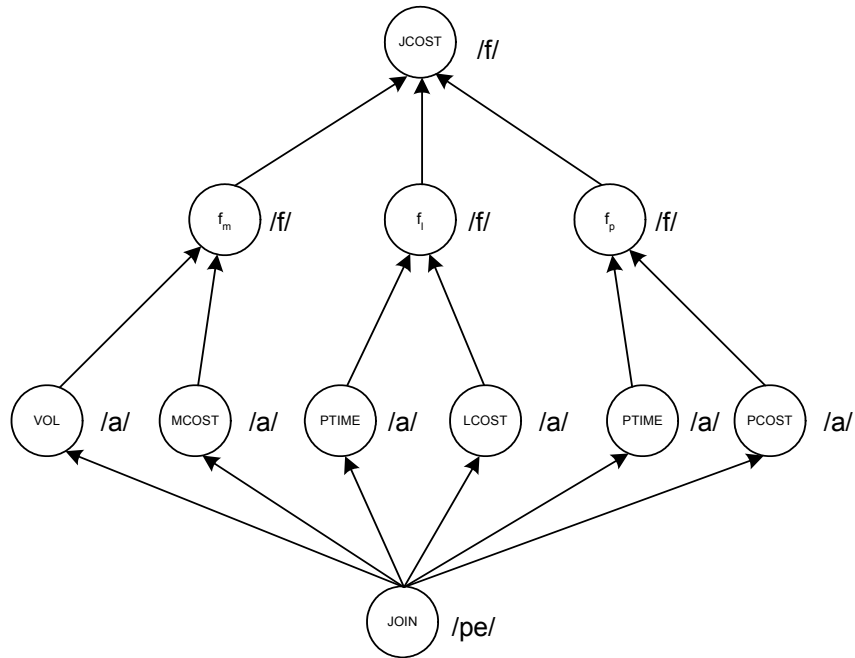 JCOST /f/
fm /f/ fl /f/ fp /f/
VOL /a/ MCOST /a/ PTIME /a/ LCOST /a/ PTIME /a/ PCOST /a/
JOIN /pe/